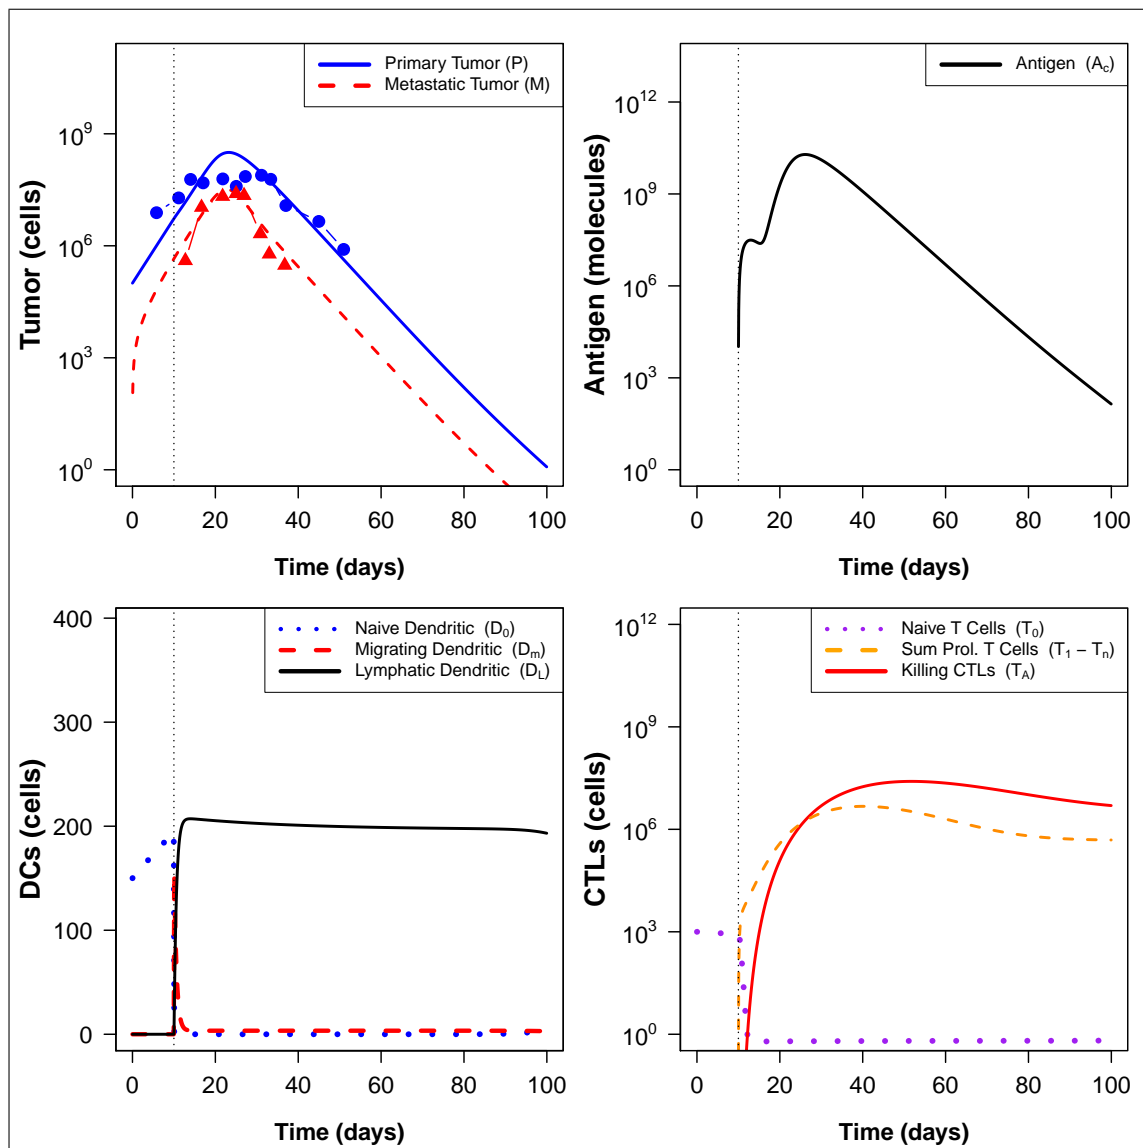 Primary Tumor (P)
Metastatic Tumor (M)
Tumor (cells)
10^9
10^6
10^3
10^0
0 20 40 60 80 100
Time (days)
Antigen (A_c)
Antigen (molecules)
10^12
10^9
10^6
10^3
10^0
0 20 40 60 80 100
Time (days)
Naive Dendritic (D_0)
Migrating Dendritic (D_m)
Lymphatic Dendritic (D_L)
DCs (cells)
400
300
200
100
0
0 20 40 60 80 100
Time (days)
Naive T Cells (T_0)
Sum Prol. T Cells (T_1 − T_n)
Killing CTLs (T_A)
CTLs (cells)
10^12
10^9
10^6
10^3
10^0
0 20 40 60 80 100
Time (days)